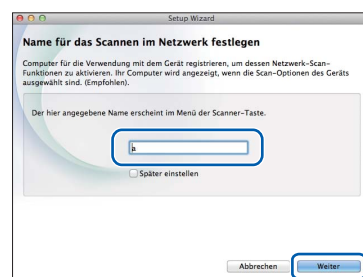 Setup Wizard
Name für das Scannen im Netzwerk festlegen
Computer für die Verwendung mit dem Gerät registrieren, um dessen Netzwerk-Scan-
Funktionen zu aktivieren. Ihr Computer wird angezeigt, wenn die Scan-Optionen des Geräts
ausgewählt sind. (Empfohlen).
Der hier angegebene Name erscheint im Menü der Scanner-Taste.
a
Später einstellen
Abbrechen
Weiter